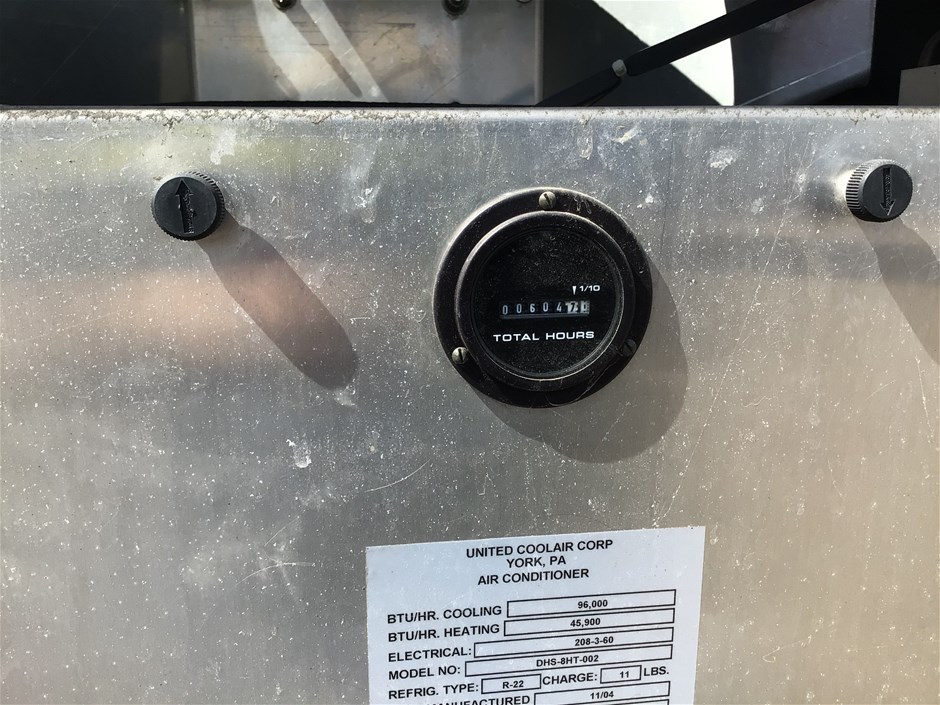 1/10
00604
TOTAL HOURS
UNITED COOLAIR CORP
YORK, PA
AIR CONDITIONER
BTU/HR. COOLING 96,000
BTU/HR. HEATING 45,900
ELECTRICAL: 208-3-60
MODEL NO: DHS-8HT-002
REFRIG. TYPE: R-22 CHARGE: 11 LBS.
MANUFACTURED 11/04